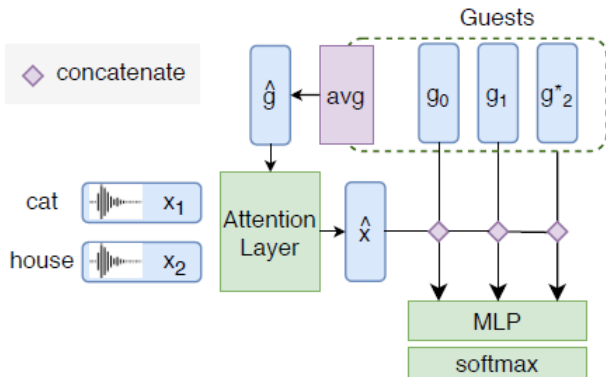 Guests
concatenate
ĝ
avg
g₀
g₁
g*₂
cat
x₁
Attention
Layer
x̂
house
x₂
MLP
softmax